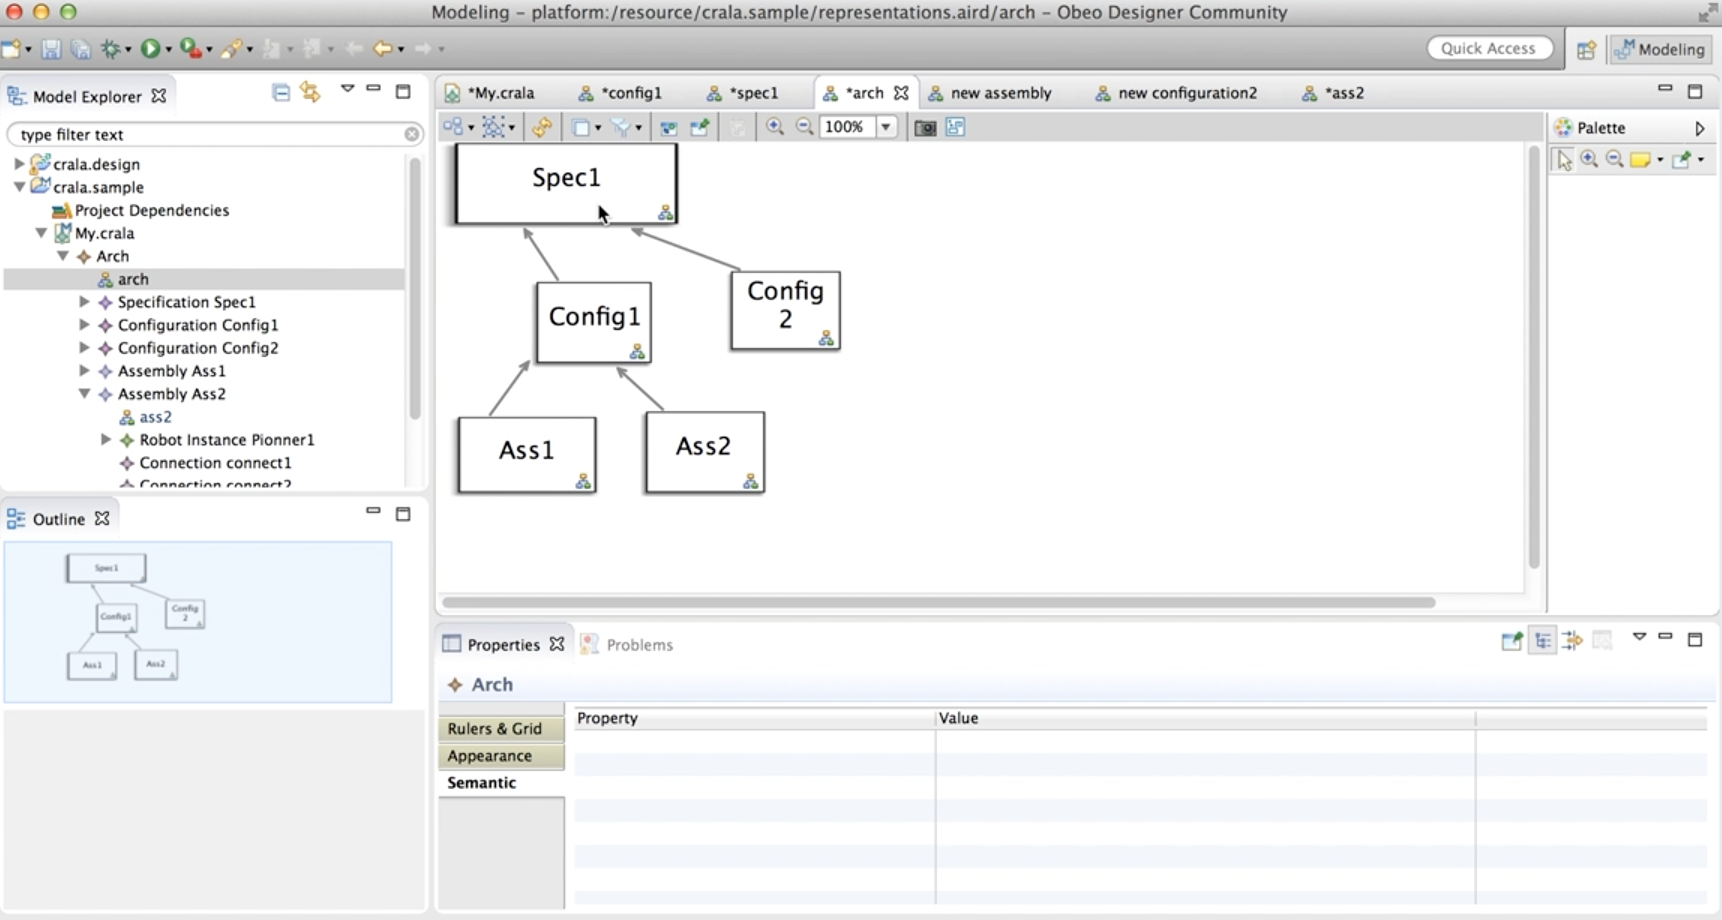 Modeling – platform:/resource/crala.sample/representations.aird/arch – Obeo Designer Community
Quick Access
Modeling
Model Explorer
type filter text
crala.design
crala.sample
Project Dependencies
My.crala
Arch
arch
Specification Spec1
Configuration Config1
Configuration Config2
Assembly Ass1
Assembly Ass2
ass2
Robot Instance Pionner1
Connection connect1
Connection connect2
Outline
Spec1
Config1
Config
2
Ass1
Ass2
*My.crala
*config1
*spec1
*arch
new assembly
new configuration2
*ass2
100%
Palette
Spec1
Config1
Config
2
Ass1
Ass2
Properties
Problems
Arch
Rulers & Grid
Appearance
Semantic
Property
Value